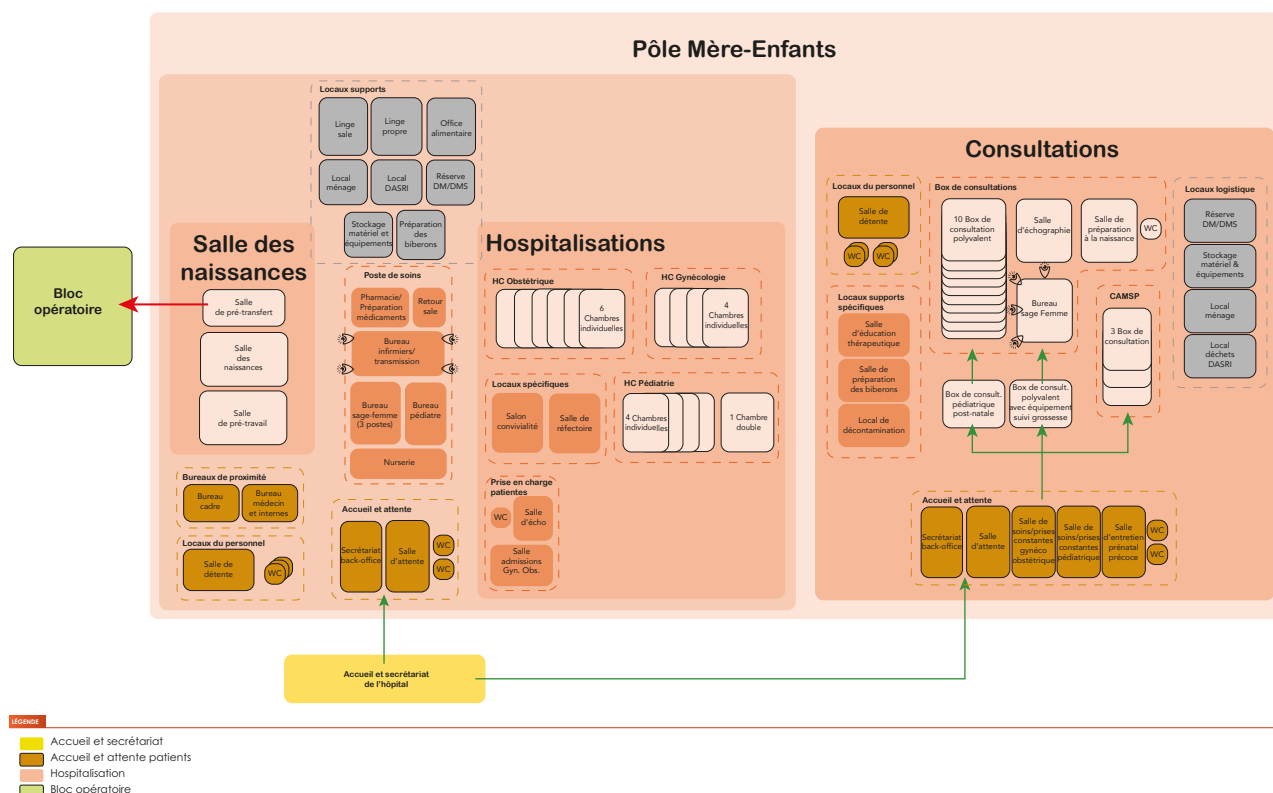 Pôle Mère-Enfants
Locaux supports
Linge
sale
Linge
propre
Office
alimentaire
Local
ménage
Local
DASRI
Réserve
DM/DMS
Stockage
matériel et
équipements
Préparation
des
biberons
Salle des
naissances
Salle
de pré-transfert
Salle
des
naissances
Salle
de pré-travail
Bloc
opératoire
Poste de soins
Pharmacie/
Préparation
médicaments
Retour
sale
Bureau
infirmiers/
transmission
Bureau
sage-femme
(3 postes)
Bureau
pédiatre
Nurserie
Bureaux de proximité
Bureau
cadre
Bureau
médecin
et internes
Locaux du personnel
Salle de
détente
WC
Accueil et attente
Secrétariat
back-office
Salle
d'attente
WC
WC
Hospitalisations
HC Obstétrique
6
Chambres
individuelles
HC Gynécologie
4
Chambres
individuelles
Locaux spécifiques
Salon
convivialité
Salle de
réfectoire
HC Pédiatrie
4 Chambres
individuelles
1 Chambre
double
Prise en charge
patientes
WC
Salle
d'écho
Salle
admissions
Gyn. Obs.
Consultations
Locaux du personnel
Salle de
détente
WC
WC
Locaux supports
spécifiques
Salle
d'éducation
thérapeutique
Salle de
préparation
des biberons
Local de
décontamination
Box de consultations
10 Box de
consultation
polyvalent
Salle
d'échographie
Salle de
préparation
à la naissance
WC
Bureau
sage Femme
CAMSP
3 Box de
consultation
Box de consult.
pédiatrique
post-natale
Box de consult.
polyvalent
avec équipement
suivi grossesse
Locaux logistique
Réserve
DM/DMS
Stockage
matériel &
équipements
Local
ménage
Local
déchets
DASRI
Accueil et attente
Secrétariat
back-office
Salle
d'attente
Salle de
soins/prises
constantes
gynéco
obstétrique
Salle de
soins/prises
constantes
pédiatrique
Salle
d'entretien
prénatal
précoce
WC
WC
Accueil et secrétariat
de l'hôpital
LÉGENDE
Accueil et secrétariat
Accueil et attente patients
Hospitalisation
Bloc opératoire